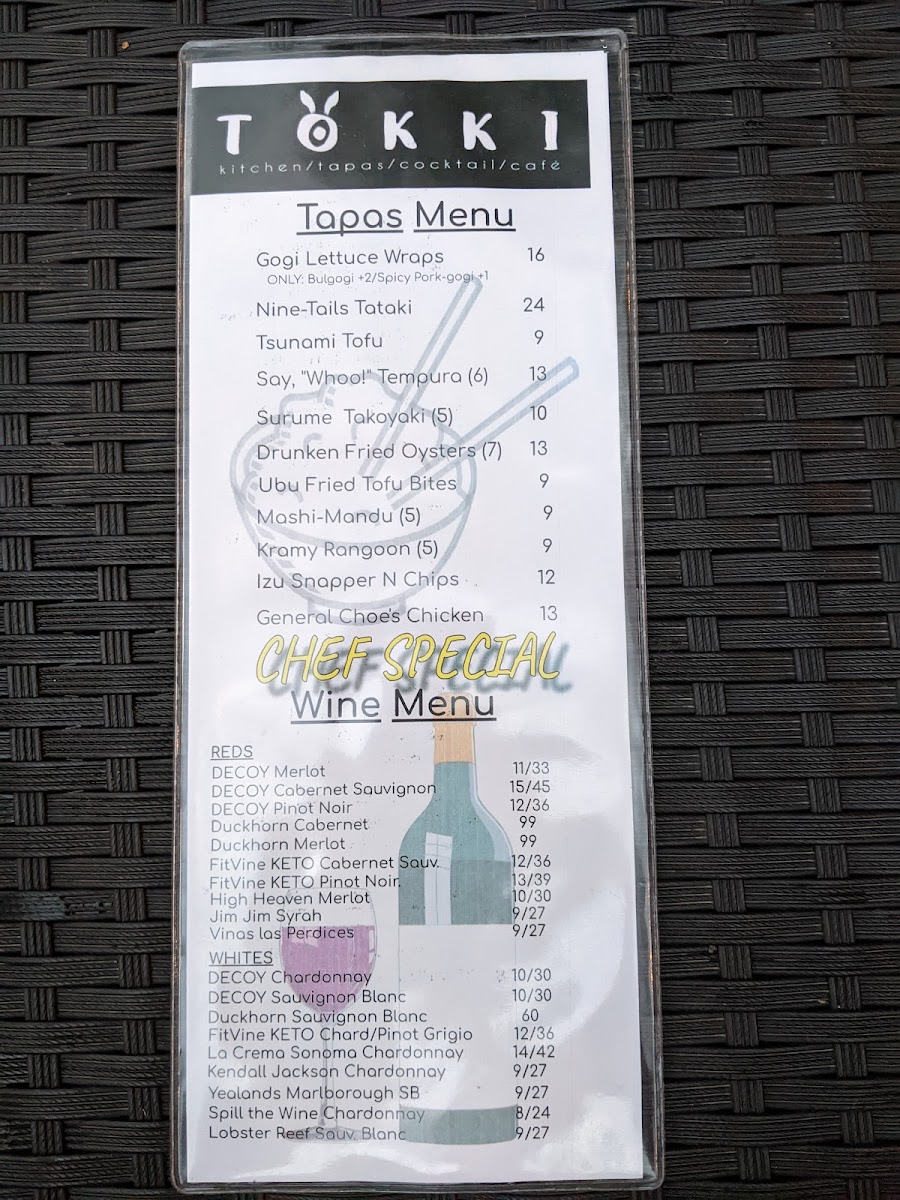 TOKKI
kitchen/tapas/cocktail/café
Tapas Menu
Gogi Lettuce Wraps 16
ONLY: Bulgogi +2/Spicy Pork-gogi +1
Nine-Tails Tataki 24
Tsunami Tofu 9
Say, "Whoo!" Tempura (6) 13
Surume Takoyaki (5) 10
Drunken Fried Oysters (7) 13
Ubu Fried Tofu Bites 9
Mashi-Mandu (5) 9
Kramy Rangoon (5) 9
Izu Snapper N Chips 12
General Choe's Chicken 13
CHEF SPECIAL
Wine Menu
REDS
DECOY Merlot 11/33
DECOY Cabernet Sauvignon 15/45
DECOY Pinot Noir 12/36
Duckhorn Cabernet 99
Duckhorn Merlot 99
FitVine KETO Cabernet Sauv. 12/36
FitVine KETO Pinot Noir. 13/39
High Heaven Merlot 10/30
Jim Jim Syrah 9/27
Vinas las Perdices 9/27
WHITES
DECOY Chardonnay 10/30
DECOY Sauvignon Blanc 10/30
Duckhorn Sauvignon Blanc 60
FitVine KETO Chard/Pinot Grigio 12/36
La Crema Sonoma Chardonnay 14/42
Kendall Jackson Chardonnay 9/27
Yealands Marlborough SB 9/27
Spill the Wine Chardonnay 8/24
Lobster Reef Sauv. Blanc 9/27